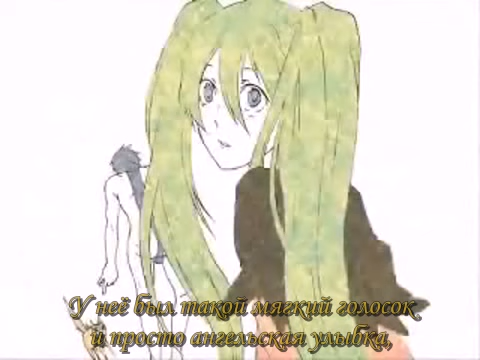 У неё был такой мягкий голосок
и просто ангельская улыбка,